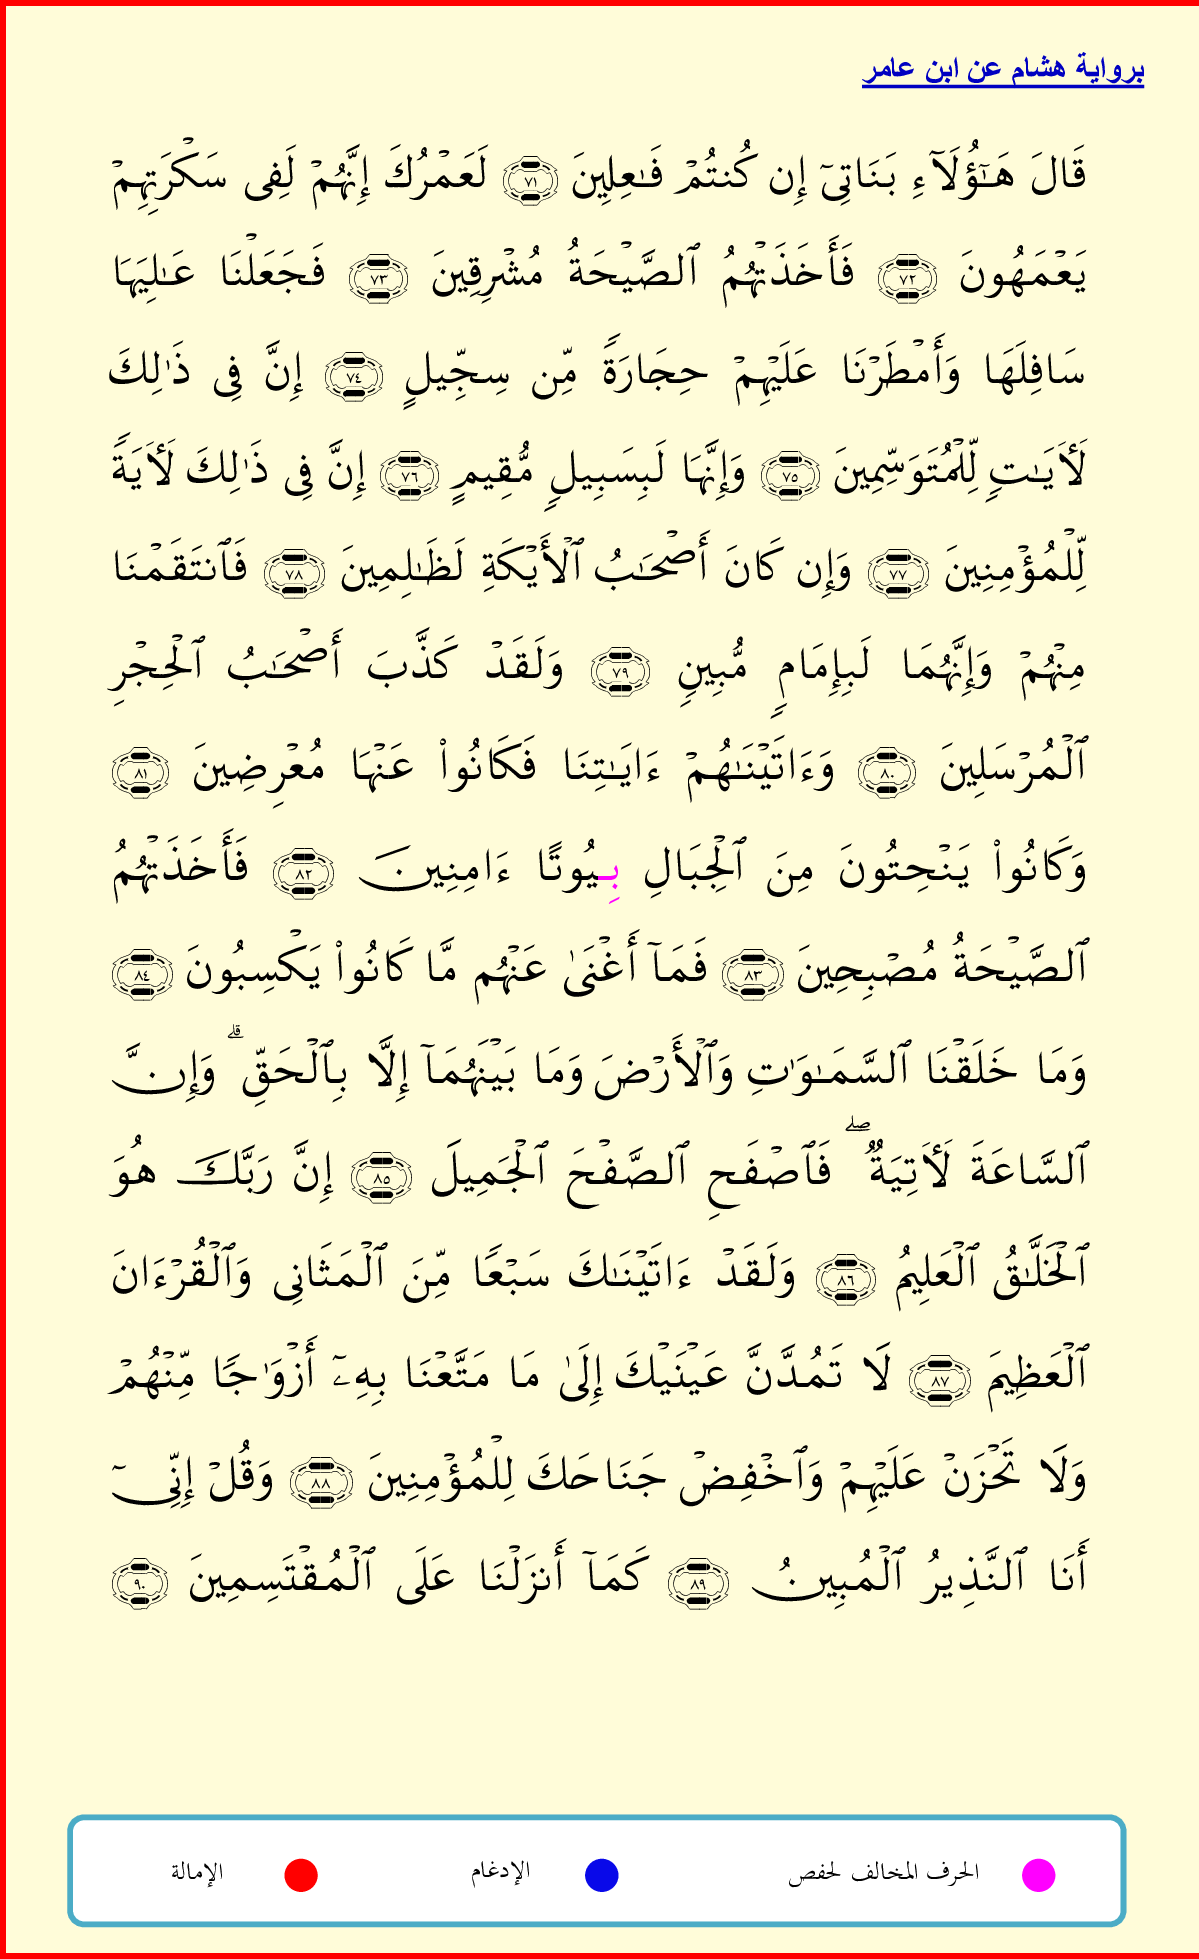 برواية هشام عن ابن عامر
قَالَ هَـٰٓؤُلَآءِ بَنَاتِىٓ إِن كُنتُمْ فَـٰعِلِينَ ٧١ لَعَمْرُكَ إِنَّهُمْ لَفِى سَكْرَتِهِمْ
يَعْمَهُونَ ٧٢ فَأَخَذَتْهُمُ ٱلصَّيْحَةُ مُشْرِقِينَ ٧٣ فَجَعَلْنَا عَـٰلِيَهَا
سَافِلَهَا وَأَمْطَرْنَا عَلَيْهِمْ حِجَارَةً مِّن سِجِّيلٍ ٧٤ إِنَّ فِى ذَٰلِكَ
لَأَيَـٰتٍ لِّلْمُتَوَسِّمِينَ ٧٥ وَإِنَّهَا لَبِسَبِيلٍ مُّقِيمٍ ٧٦ إِنَّ فِى ذَٰلِكَ لَأَيَةً
لِّلْمُؤْمِنِينَ ٧٧ وَإِن كَانَ أَصْحَـٰبُ ٱلْأَيْكَةِ لَظَـٰلِمِينَ ٧٨ فَٱنتَقَمْنَا
مِنْهُمْ وَإِنَّهُمَا لَبِإِمَامٍ مُّبِينٍ ٧٩ وَلَقَدْ كَذَّبَ أَصْحَـٰبُ ٱلْحِجْرِ
ٱلْمُرْسَلِينَ ٨٠ وَءَاتَيْنَـٰهُمْ ءَايَـٰتِنَا فَكَانُوا۟ عَنْهَا مُعْرِضِينَ ٨١
وَكَانُوا۟ يَنْحِتُونَ مِنَ ٱلْجِبَالِ بِيُوتًا ءَامِنِينَ ٨٢ فَأَخَذَتْهُمُ
ٱلصَّيْحَةُ مُصْبِحِينَ ٨٣ فَمَآ أَغْنَىٰ عَنْهُم مَّا كَانُوا۟ يَكْسِبُونَ ٨٤
وَمَا خَلَقْنَا ٱلسَّمَـٰوَٰتِ وَٱلْأَرْضَ وَمَا بَيْنَهُمَآ إِلَّا بِٱلْحَقِّ ۗ وَإِنَّ
ٱلسَّاعَةَ لَأَتِيَةٌ ۖ فَٱصْفَحِ ٱلصَّفْحَ ٱلْجَمِيلَ ٨٥ إِنَّ رَبَّكَ هُوَ
ٱلْخَلَّـٰقُ ٱلْعَلِيمُ ٨٦ وَلَقَدْ ءَاتَيْنَـٰكَ سَبْعًا مِّنَ ٱلْمَثَانِى وَٱلْقُرْءَانَ
ٱلْعَظِيمَ ٨٧ لَا تَمُدَّنَّ عَيْنَيْكَ إِلَىٰ مَا مَتَّعْنَا بِهِۦٓ أَزْوَٰجًا مِّنْهُمْ
وَلَا تَحْزَنْ عَلَيْهِمْ وَٱخْفِضْ جَنَاحَكَ لِلْمُؤْمِنِينَ ٨٨ وَقُلْ إِنِّىٓ
أَنَا ٱلنَّذِيرُ ٱلْمُبِينُ ٨٩ كَمَآ أَنزَلْنَا عَلَى ٱلْمُقْتَسِمِينَ ٩٠
الحرف المخالف لحفص الإدغام الإمالة